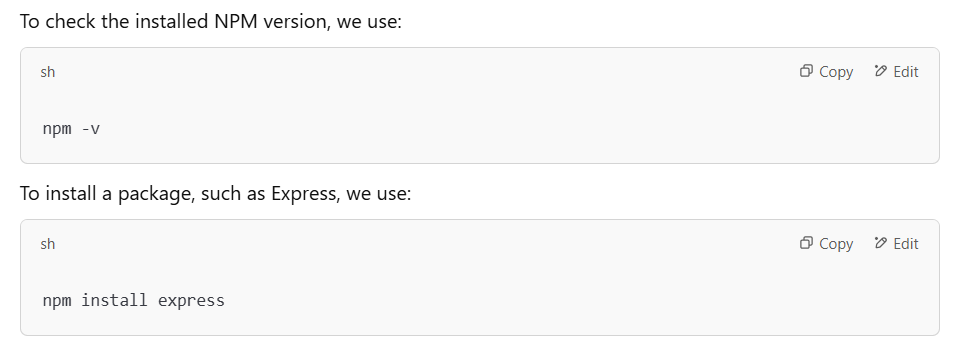 To check the installed NPM version, we use:
sh Copy Edit
npm -v
To install a package, such as Express, we use:
sh Copy Edit
npm install express